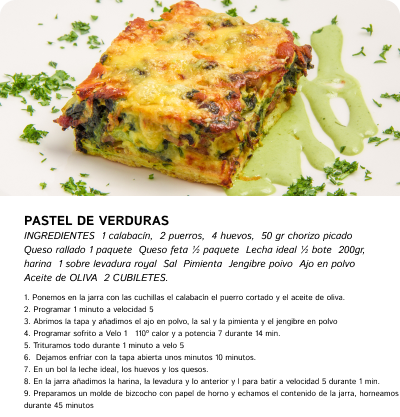 PASTEL DE VERDURAS
INGREDIENTES 1 calabacín, 2 puerros, 4 huevos, 50 gr chorizo picado
Queso rallado 1 paquete Queso feta ½ paquete Lecha ideal ½ bote 200gr,
harina 1 sobre levadura royal Sal Pimienta Jengibre poivo Ajo en polvo
Aceite de OLIVA 2 CUBILETES.
1. Ponemos en la jarra con las cuchillas el calabacín el puerro cortado y el aceite de oliva.
2. Programar 1 minuto a velocidad 5
3. Abrimos la tapa y añadimos el ajo en polvo, la sal y la pimienta y el jengibre en polvo
4. Programar sofrito a Velo 1 110º calor y a potencia 7 durante 14 min.
5. Trituramos todo durante 1 minuto a velo 5
6. Dejamos enfriar con la tapa abierta unos minutos 10 minutos.
7. En un bol la leche ideal, los huevos y los quesos.
8. En la jarra añadimos la harina, la levadura y lo anterior y l para batir a velocidad 5 durante 1 min.
9. Preparamos un molde de bizcocho con papel de horno y echamos el contenido de la jarra, horneamos
durante 45 minutos